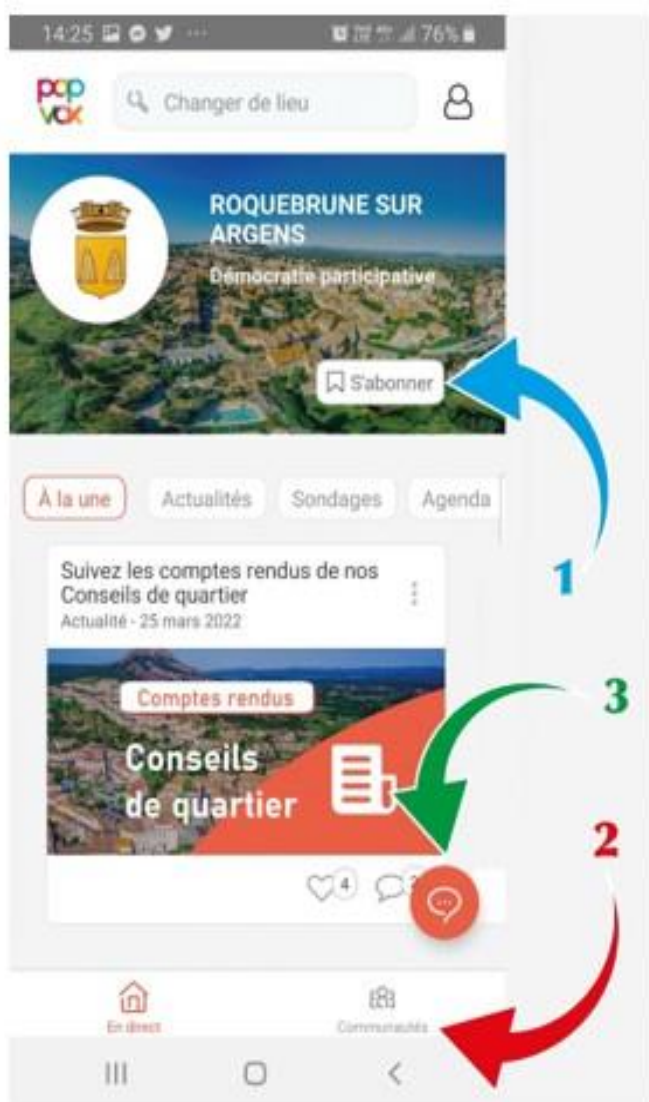 14:25 ... 76%
pop
vox
Changer de lieu
ROQUEBRUNE SUR
ARGENS
Démocratie participative
S'abonner
À la une Actualités Sondages Agenda
1
Suivez les comptes rendus de nos
Conseils de quartier
Actualité - 25 mars 2022
3
Comptes rendus
Conseils
de quartier
2
4
En direct Communautés